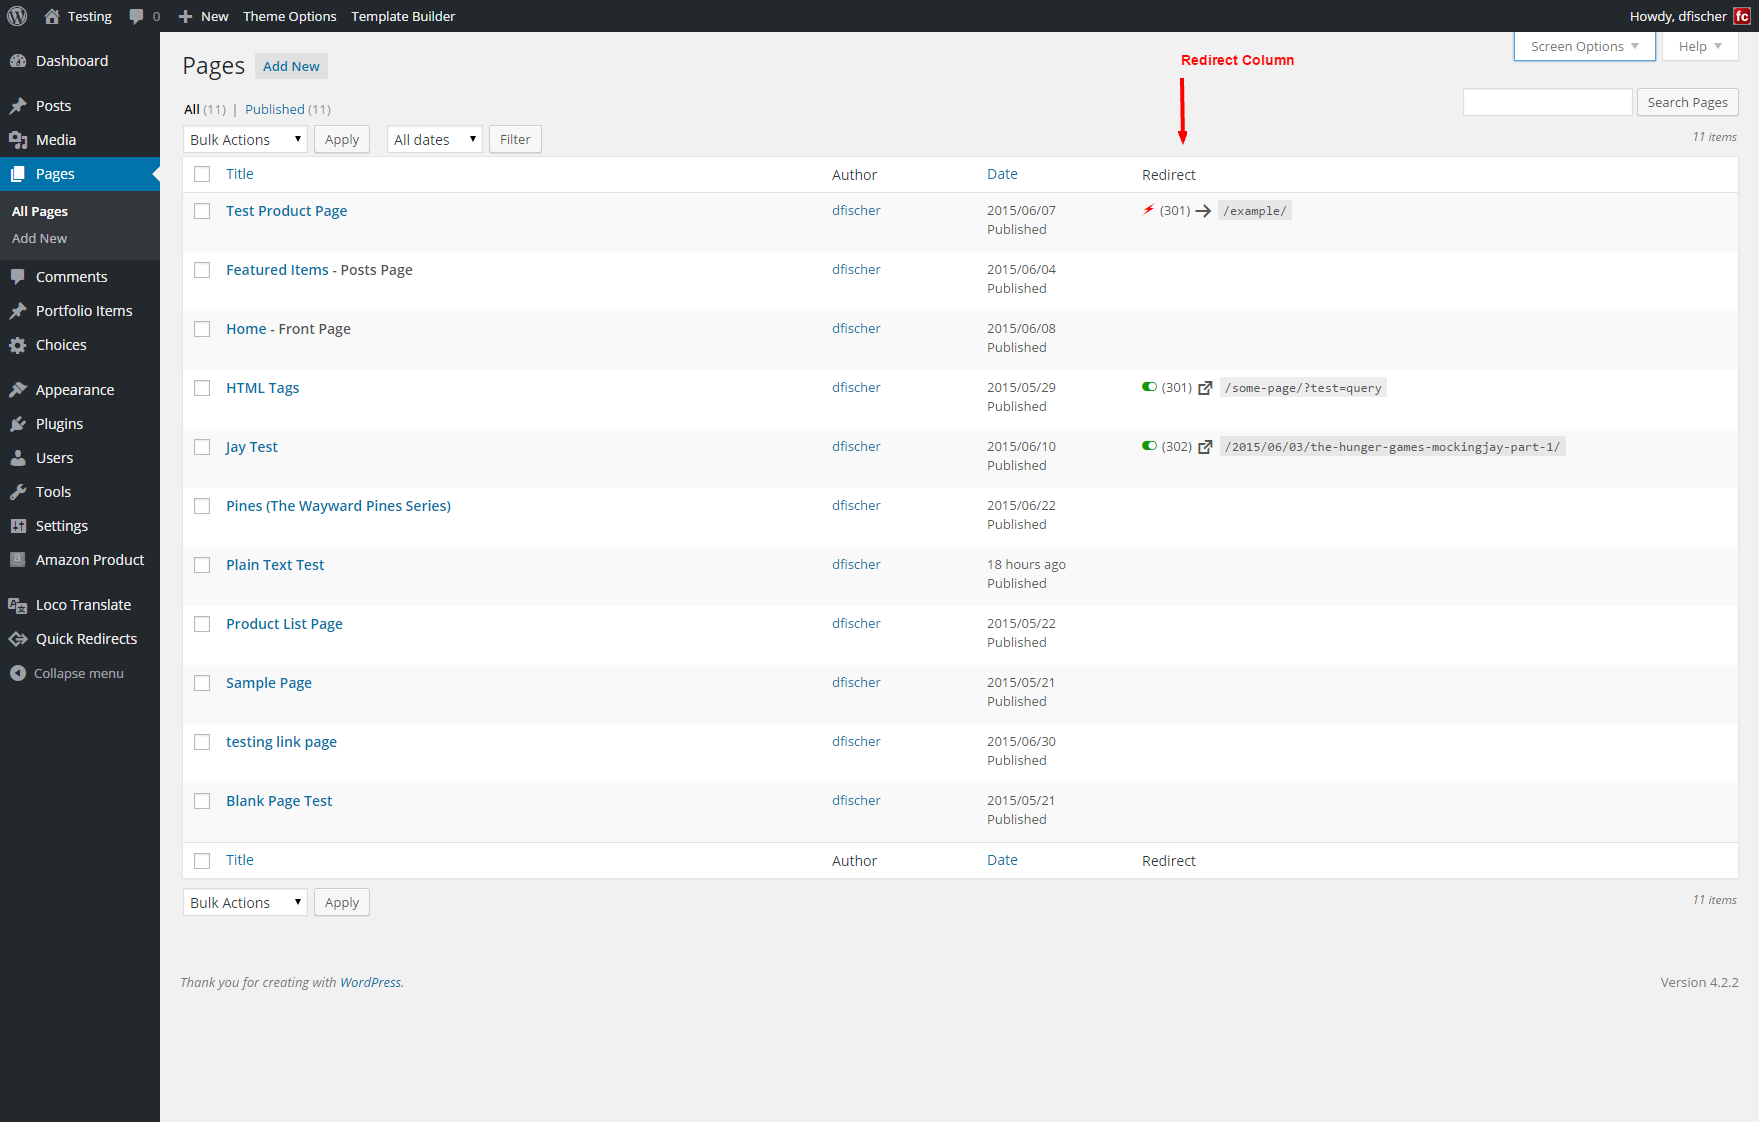 Testing 0 New Theme Options Template Builder Howdy, dfischer fc
Dashboard
Posts
Media
Pages
All Pages
Add New
Comments
Portfolio Items
Choices
Appearance
Plugins
Users
Tools
Settings
Amazon Product
Loco Translate
Quick Redirects
Collapse menu
Screen Options Help
Pages Add New
Redirect Column
All (11) | Published (11)
Search Pages
Bulk Actions Apply All dates Filter
11 items
Title Author Date Redirect
Test Product Page dfischer 2015/06/07 (301) /example/
Published
Featured Items - Posts Page dfischer 2015/06/04
Published
Home - Front Page dfischer 2015/06/08
Published
HTML Tags dfischer 2015/05/29 (301) /some-page/?test=query
Published
Jay Test dfischer 2015/06/10 (302) /2015/06/03/the-hunger-games-mockingjay-part-1/
Published
Pines (The Wayward Pines Series) dfischer 2015/06/22
Published
Plain Text Test dfischer 18 hours ago
Published
Product List Page dfischer 2015/05/22
Published
Sample Page dfischer 2015/05/21
Published
testing link page dfischer 2015/06/30
Published
Blank Page Test dfischer 2015/05/21
Published
Title Author Date Redirect
Bulk Actions Apply
11 items
Thank you for creating with WordPress. Version 4.2.2